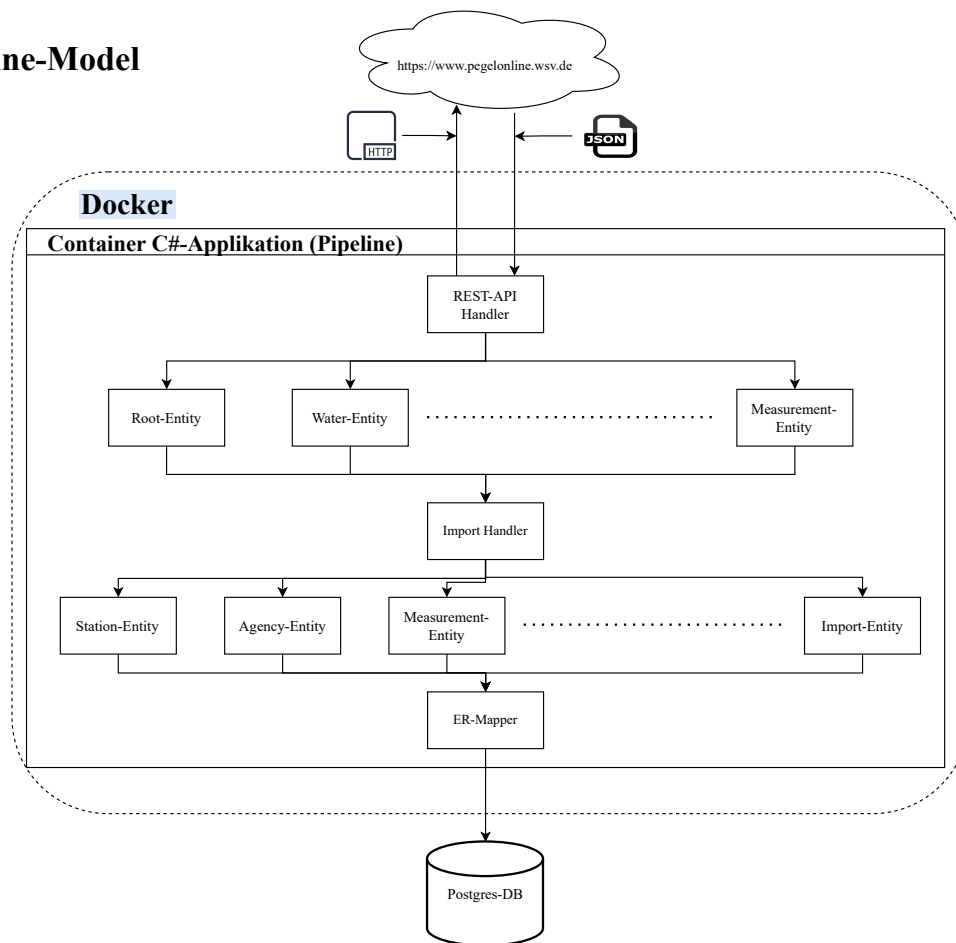 ne-Model
https://www.pegelonline.wsv.de
HTTP
JSON
Docker
Container C#-Applikation (Pipeline)
REST-API
Handler
Root-Entity
Water-Entity
Measurement-
Entity
Import Handler
Station-Entity
Agency-Entity
Measurement-
Entity
Import-Entity
ER-Mapper
Postgres-DB